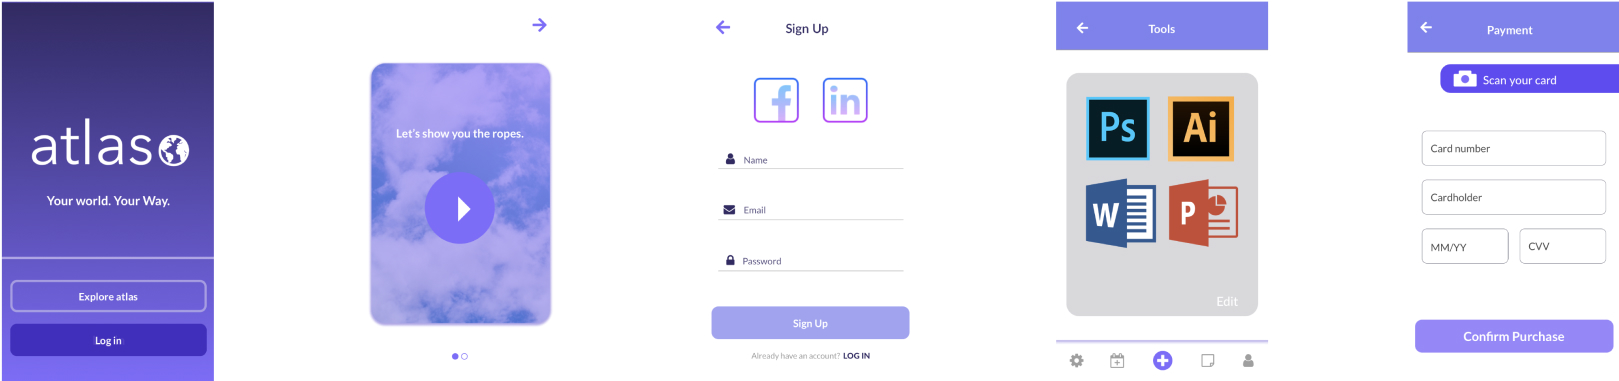 atlas
Your world. Your Way.
Explore atlas
Log in
Let's show you the ropes.
Sign Up
f
in
Name
Email
Password
Sign Up
Already have an account? LOG IN
Tools
Ps
Ai
W
P
Edit
Payment
Scan your card
Card number
Cardholder
MM/YY
CVV
Confirm Purchase